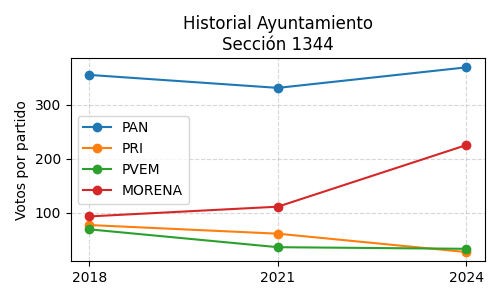 Historial Ayuntamiento
Sección 1344
Votos por partido
300
200
100
PAN
PRI
PVEM
MORENA
2018
2021
2024